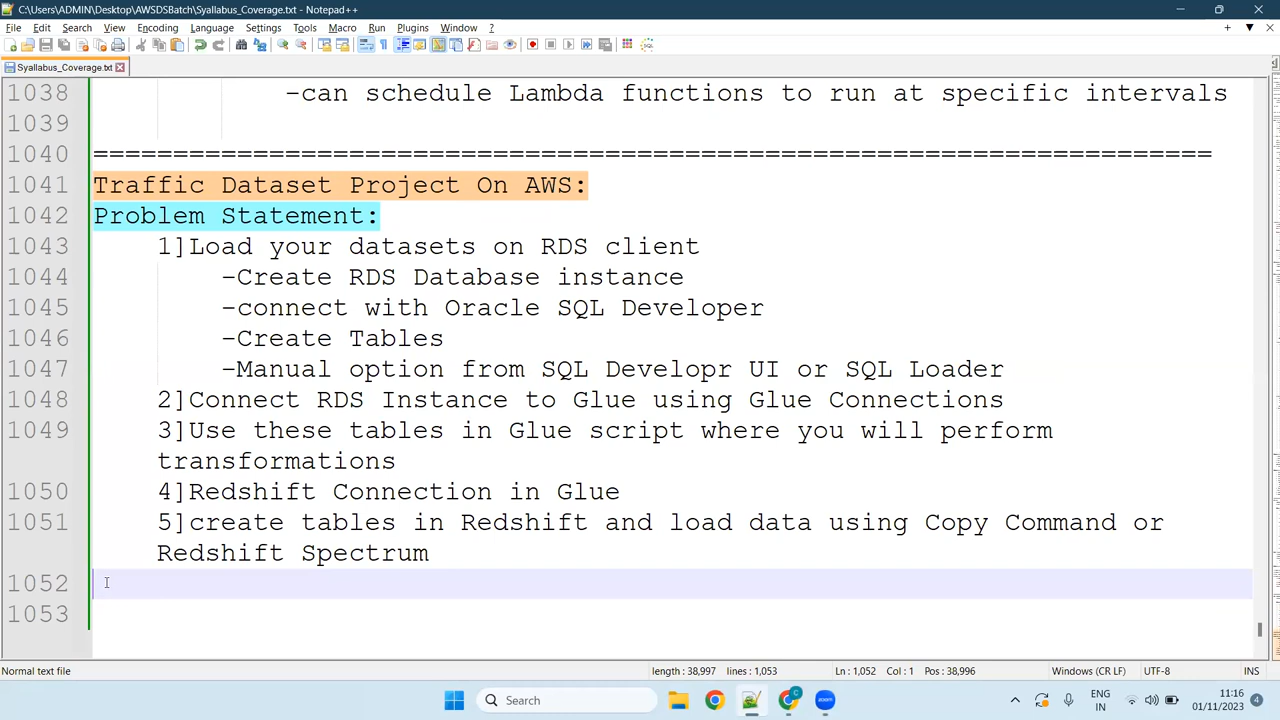 C:\Users\ADMIN\Desktop\AWSDSBatch\Syallabus_Coverage.txt - Notepad++
File Edit Search View Encoding Language Settings Tools Macro Run Plugins Window ?
Syallabus_Coverage.txt
1038 -can schedule Lambda functions to run at specific intervals
1039
1040 ======================================================================
1041 Traffic Dataset Project On AWS:
1042 Problem Statement:
1043 1]Load your datasets on RDS client
1044 -Create RDS Database instance
1045 -connect with Oracle SQL Developer
1046 -Create Tables
1047 -Manual option from SQL Developr UI or SQL Loader
1048 2]Connect RDS Instance to Glue using Glue Connections
1049 3]Use these tables in Glue script where you will perform
transformations
1050 4]Redshift Connection in Glue
1051 5]create tables in Redshift and load data using Copy Command or
Redshift Spectrum
1052
1053
Normal text file length : 38,997 lines : 1,053 Ln : 1,052 Col : 1 Pos : 38,996 Windows (CR LF) UTF-8 INS
Search
ENG
IN
11:16
01/11/2023
4